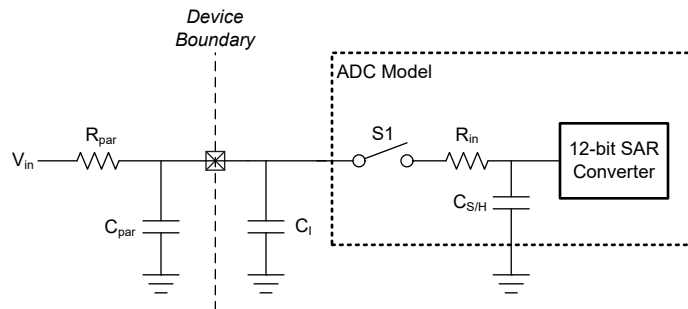 Device
Boundary
ADC Model
R_par
S1
R_in
V_in
12-bit SAR
Converter
C_par
C_I
C_S/H